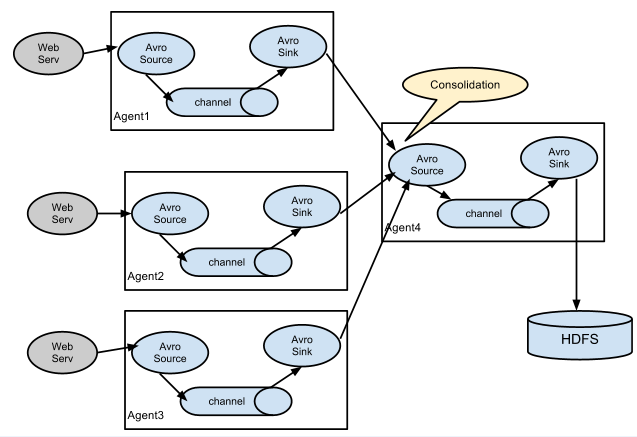 Web
Serv
Avro
Source
Avro
Sink
channel
Agent1
Consolidation
Web
Serv
Avro
Source
Avro
Sink
channel
Agent2
Avro
Source
Avro
Sink
channel
Agent4
Web
Serv
Avro
Source
Avro
Sink
channel
Agent3
HDFS